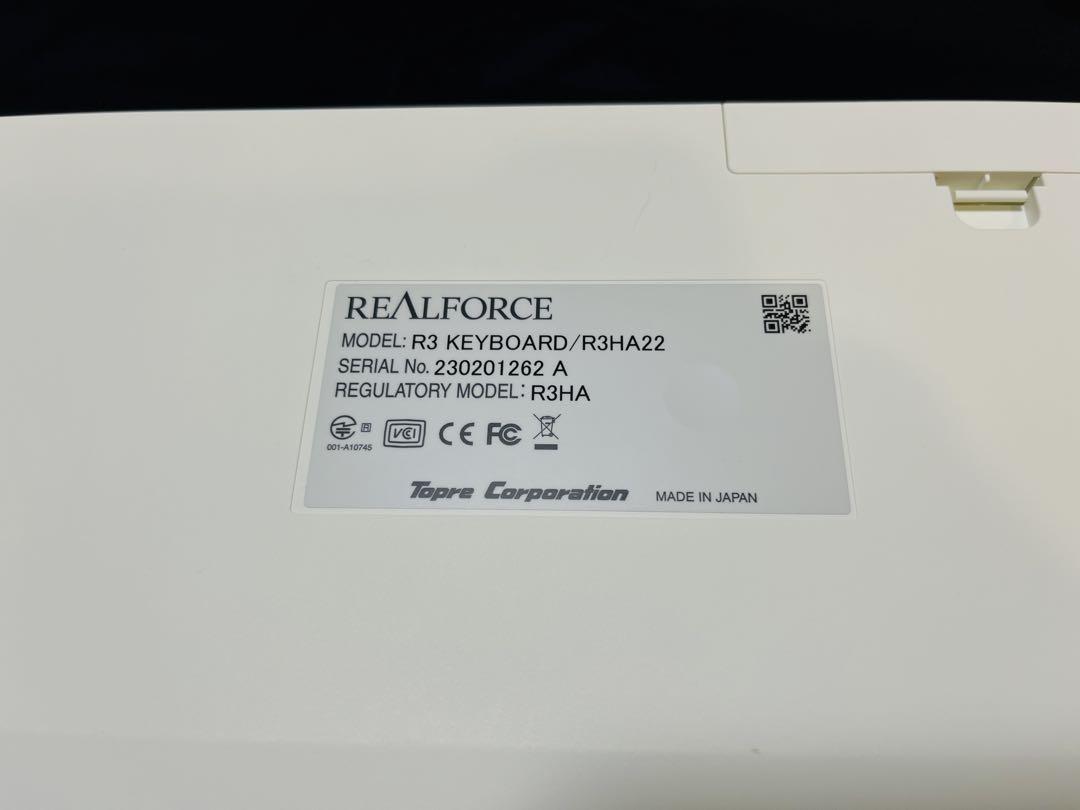 REALFORCE
MODEL: R3 KEYBOARD/R3HA22
SERIAL No. 230201262 A
REGULATORY MODEL: R3HA
R VCI CE FC
001-A10745
Topre Corporation MADE IN JAPAN